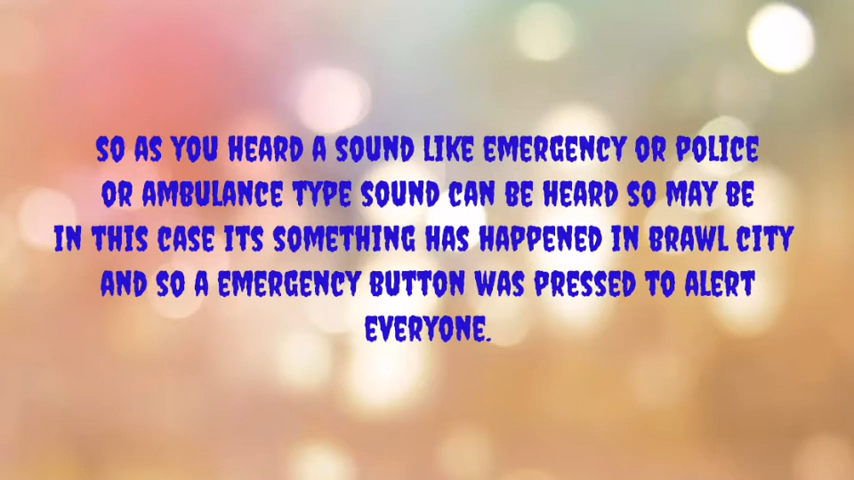 SO AS YOU HEARD A SOUND LIKE EMERGENCY OR POLICE
OR AMBULANCE TYPE SOUND CAN BE HEARD SO MAY BE
IN THIS CASE ITS SOMETHING HAS HAPPENED IN BRAWL CITY
AND SO A EMERGENCY BUTTON WAS PRESSED TO ALERT
EVERYONE.